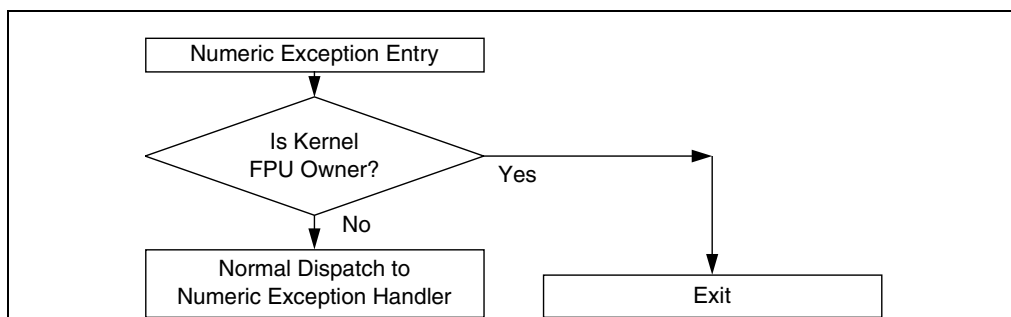 Numeric Exception Entry
Is Kernel
FPU Owner?
Yes
No
Normal Dispatch to
Numeric Exception Handler
Exit